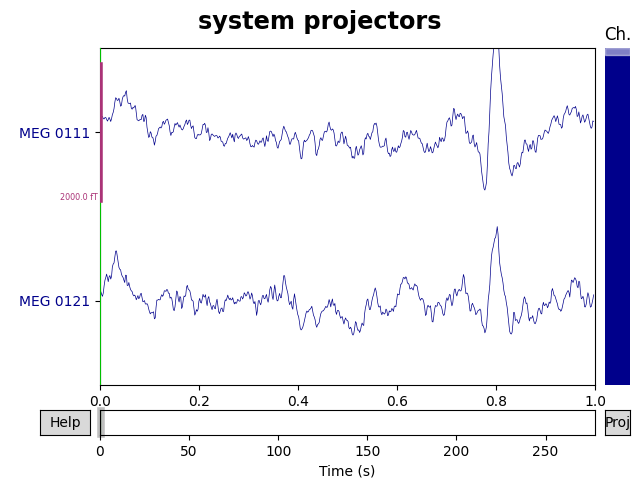 system projectors
Ch.
MEG 0111
2000.0 fT
MEG 0121
0.0 0.2 0.4 0.6 0.8 1.0
Help
Proj
0 50 100 150 200 250
Time (s)